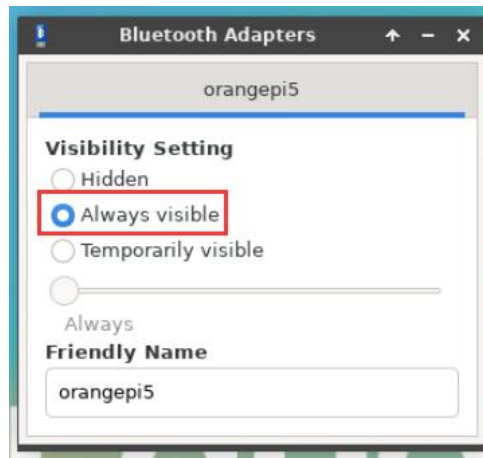 Bluetooth Adapters
orangepi5
Visibility Setting
Hidden
Always visible
Temporarily visible
Always
Friendly Name
orangepi5